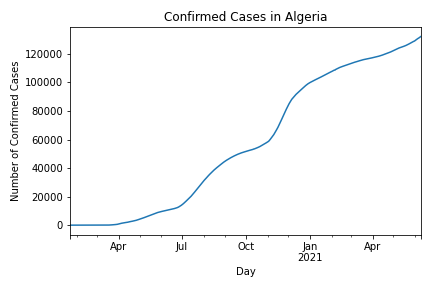 Confirmed Cases in Algeria
120000
100000
80000
60000
40000
20000
0
Number of Confirmed Cases
Apr Jul Oct Jan Apr
2021
Day